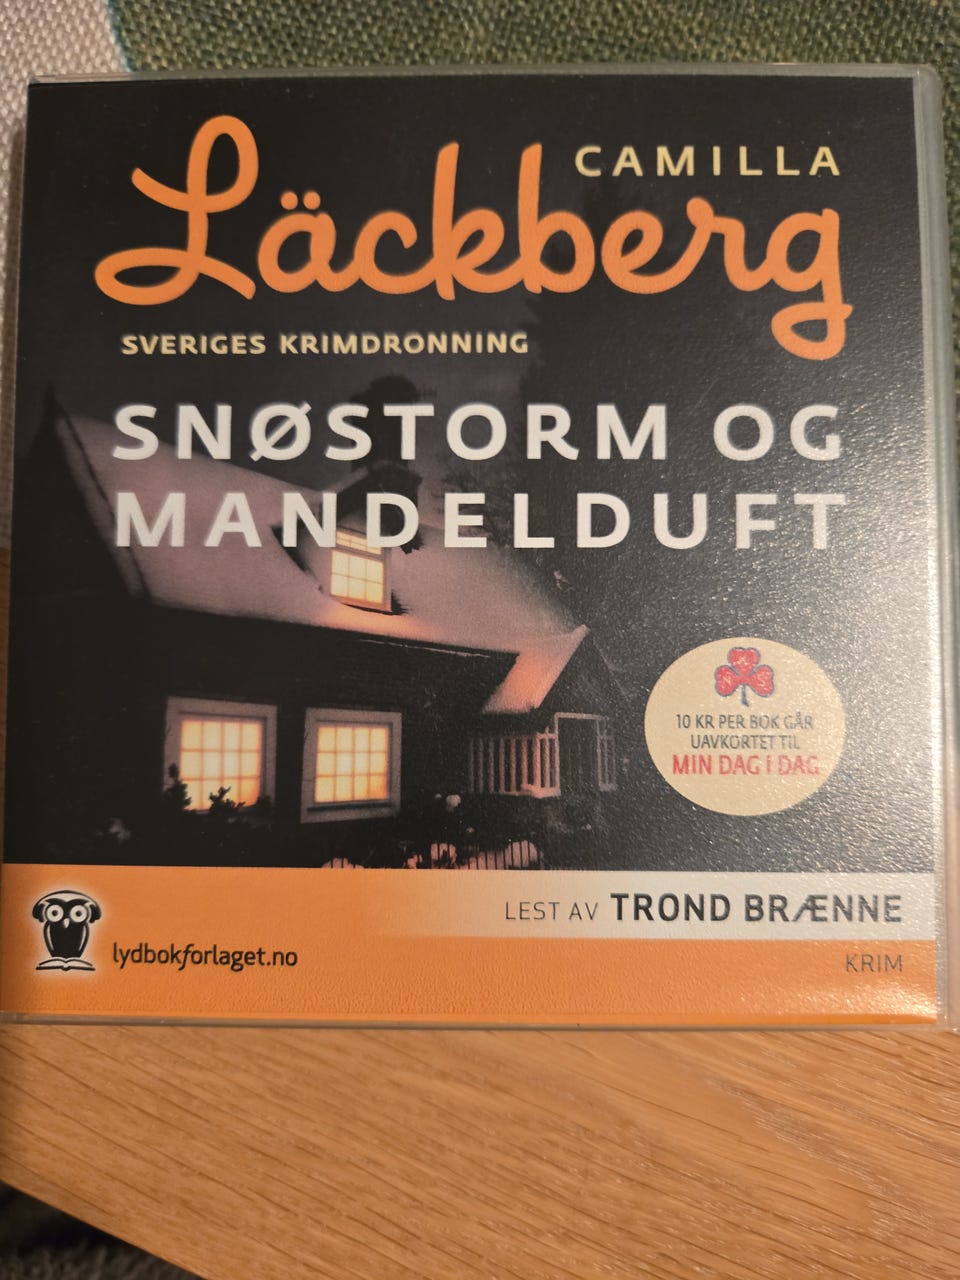 CAMILLA
Läckberg
SVERIGES KRIMDRONNING
SNØSTORM OG
MANDELDUFT
N A S
10 KR PER BOK GÅR
UAVKORTET TIL
MIN DAG I DAG
LEST AV TROND BRÆNNE
lydbokforlaget.no
KRIM